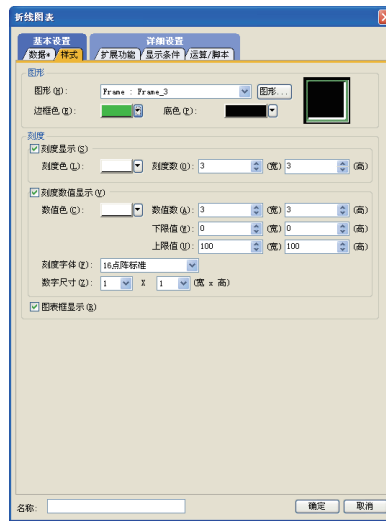 折线图表
基本设置 详细设置
数据* 样式 扩展功能 显示条件 运算/脚本
图形
图形(N): Frame : Frame_3 图形...
边框色(E): 底色(P):
刻度
刻度显示(S)
刻度色(L): 刻度数(O): 3 (宽) 3 (高)
刻度数值显示(V)
数值色(C): 数值数(A): 3 (宽) 3 (高)
下限值(W): 0 (宽) 0 (高)
上限值(U): 100 (宽) 100 (高)
刻度字体(F): 16点阵标准
数字尺寸(Z): 1 X 1 (宽 x 高)
图表框显示(R)
名称: 确定 取消